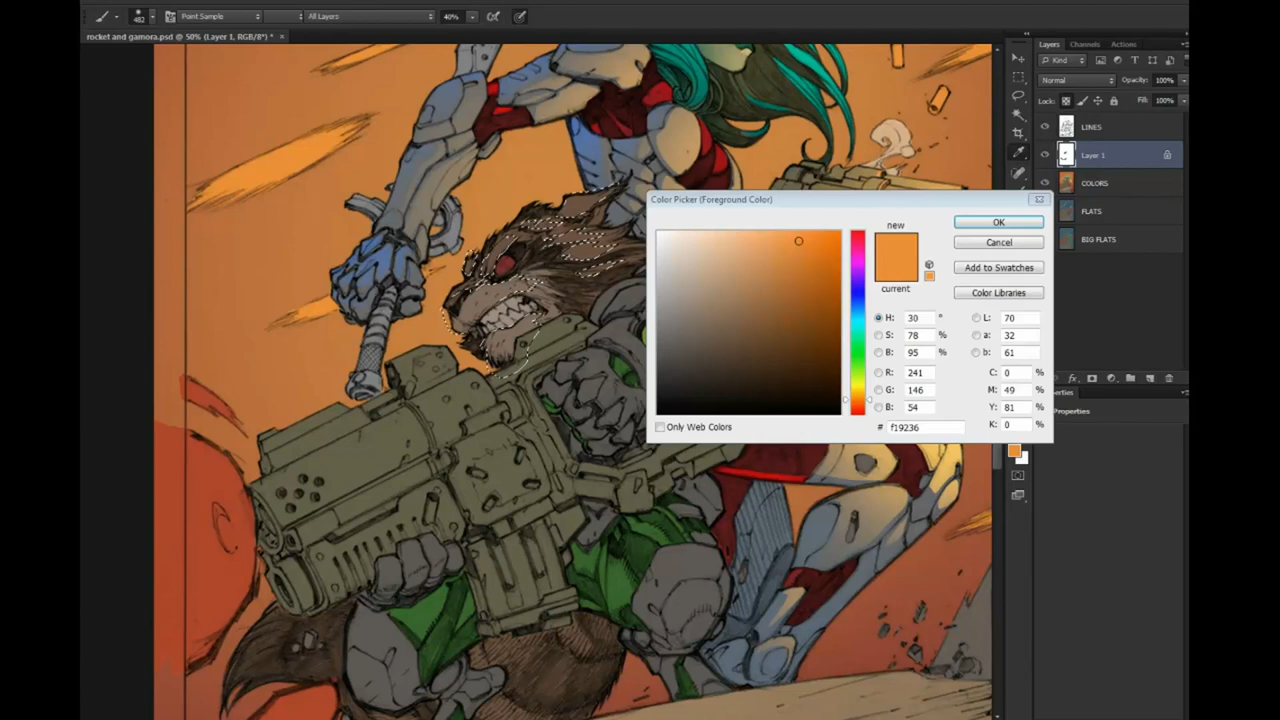 482 Point Sample All Layers 40%
rocket and gamora.psd @ 50% (Layer 1, RGB/8*) * ×
Layers Channels Actions
Kind
Normal Opacity: 100%
Lock: Fill: 100%
LINES
Layer 1
COLORS
FLATS
BIG FLATS
fx
Properties
Color Picker (Foreground Color)
new
current
OK
Cancel
Add to Swatches
Color Libraries
H: 30 ° L: 70
S: 78 % a: 32
B: 95 % b: 61
R: 241 C: 0 %
G: 146 M: 49 %
B: 54 Y: 81 %
# f19236 K: 0 %
Only Web Colors